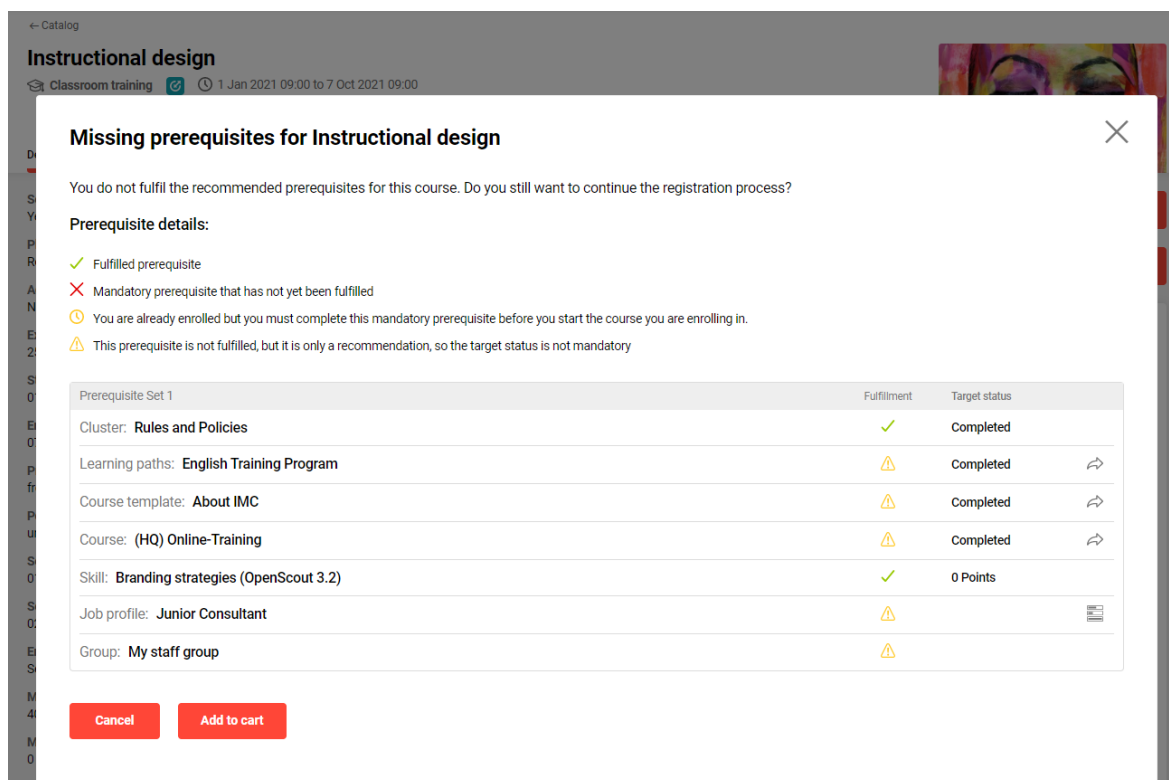 ← Catalog
Instructional design
Classroom training 1 Jan 2021 09:00 to 7 Oct 2021 09:00
Missing prerequisites for Instructional design
You do not fulfil the recommended prerequisites for this course. Do you still want to continue the registration process?
Prerequisite details:
Fulfilled prerequisite
Mandatory prerequisite that has not yet been fulfilled
You are already enrolled but you must complete this mandatory prerequisite before you start the course you are enrolling in.
This prerequisite is not fulfilled, but it is only a recommendation, so the target status is not mandatory
Prerequisite Set 1 Fulfillment Target status
Cluster: Rules and Policies Completed
Learning paths: English Training Program Completed
Course template: About IMC Completed
Course: (HQ) Online-Training Completed
Skill: Branding strategies (OpenScout 3.2) 0 Points
Job profile: Junior Consultant
Group: My staff group
Cancel Add to cart